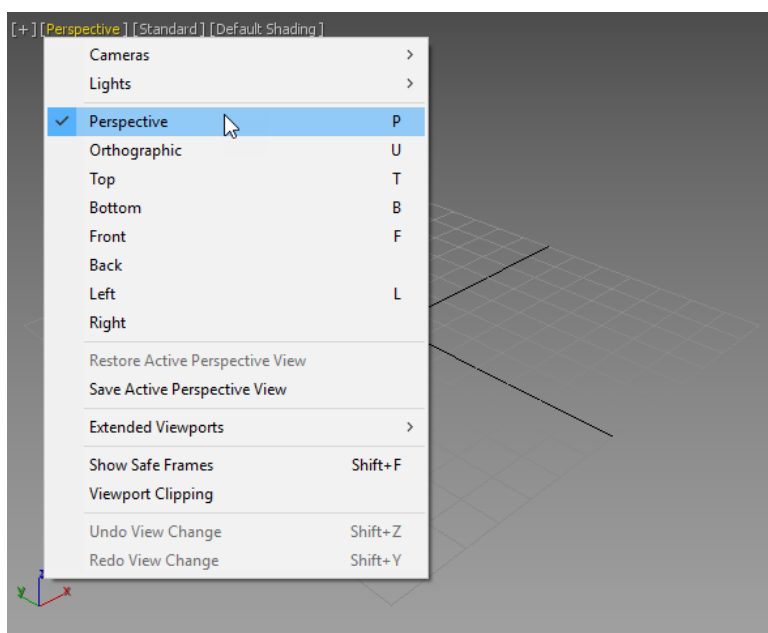 [+] [Perspective ] [Standard ] [Default Shading ]
Cameras >
Lights >
Perspective P
Orthographic U
Top T
Bottom B
Front F
Back
Left L
Right
Restore Active Perspective View
Save Active Perspective View
Extended Viewports >
Show Safe Frames Shift+F
Viewport Clipping
Undo View Change Shift+Z
Redo View Change Shift+Y
z
y x